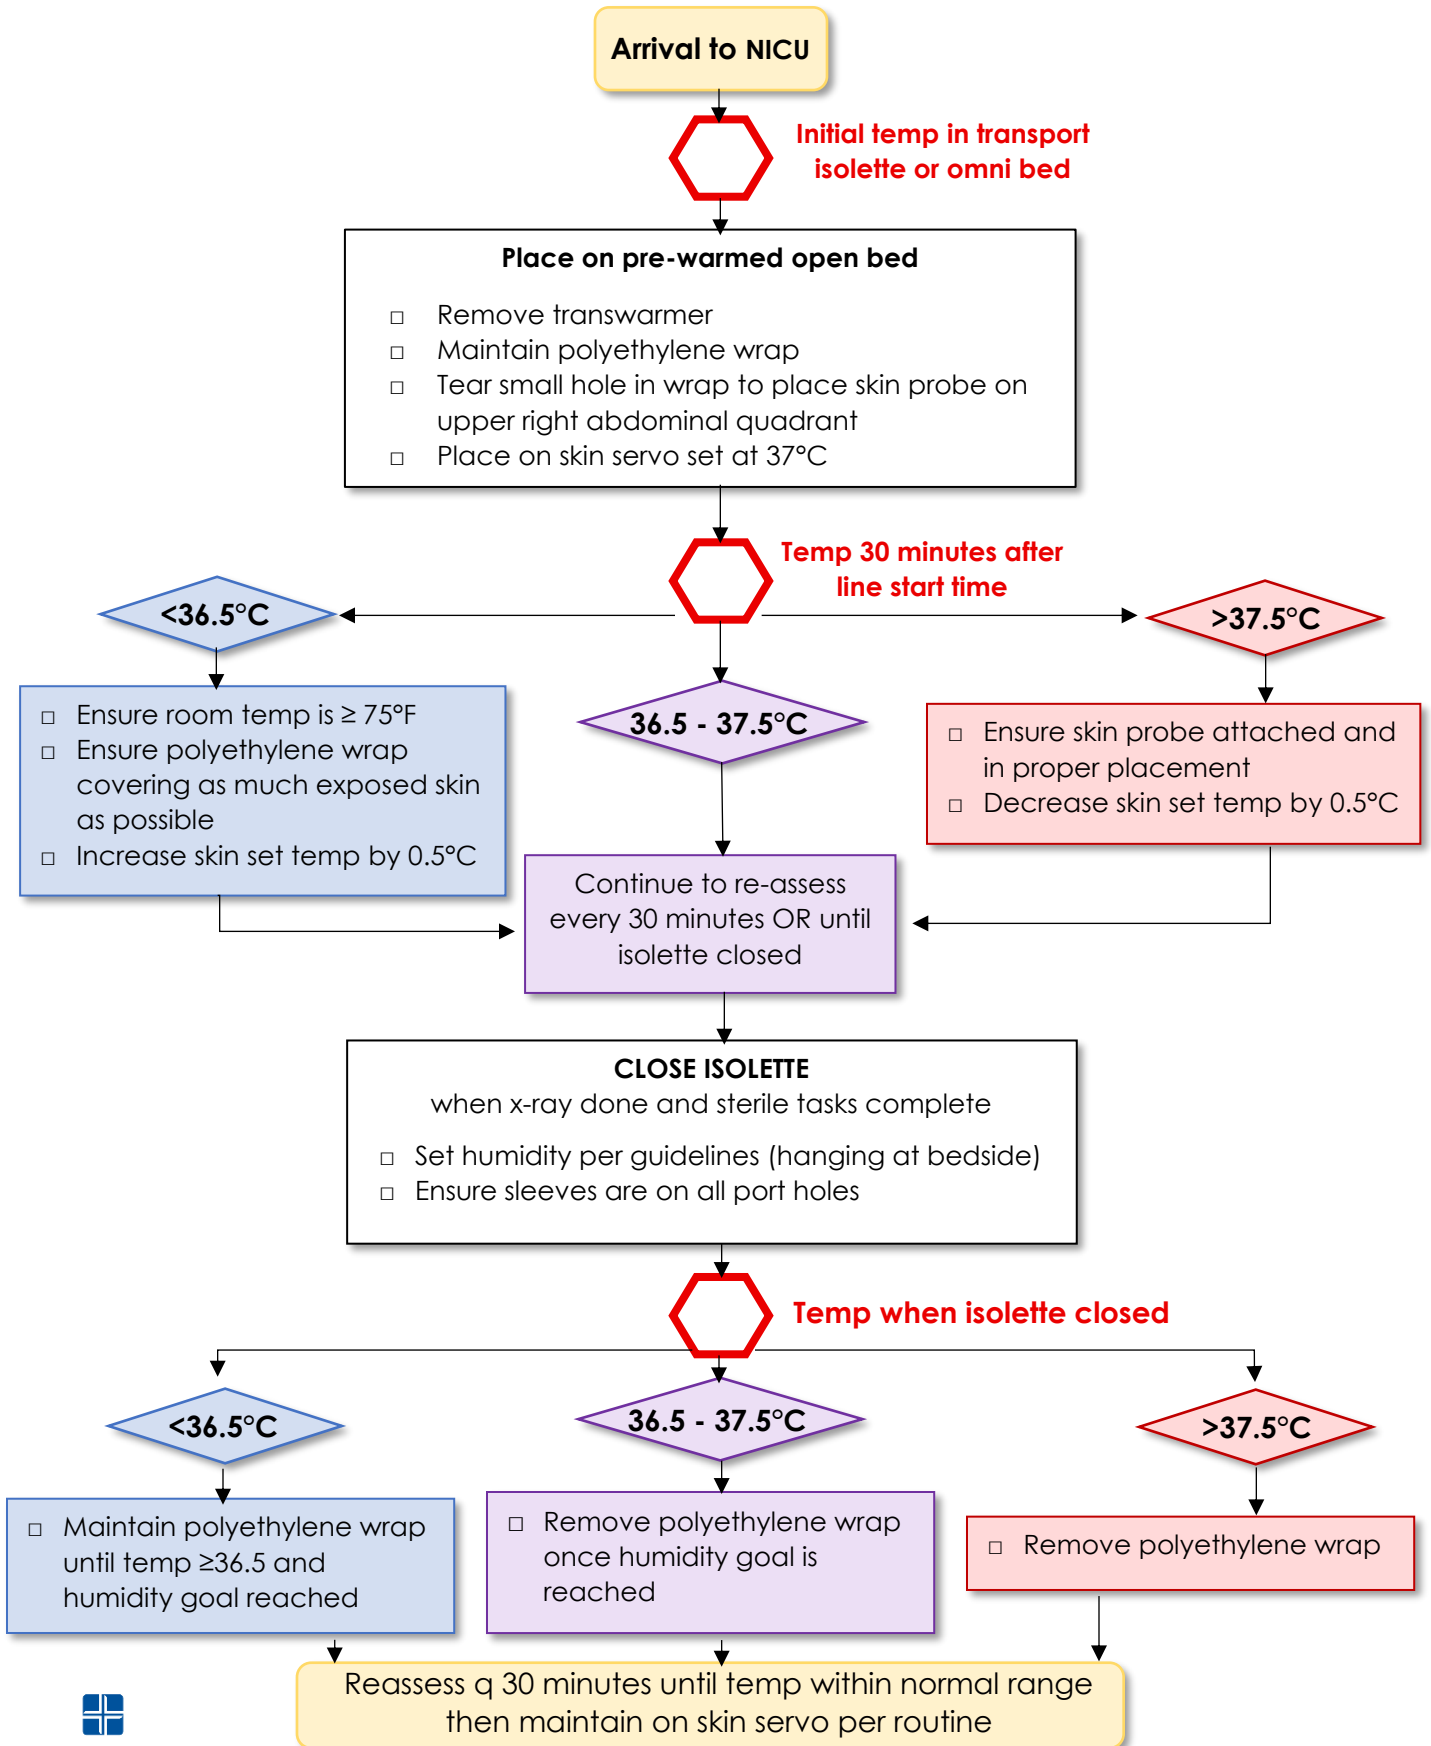 Arrival to NICU
Initial temp in transport
isolette or omni bed
Place on pre-warmed open bed
□ Remove transwarmer
□ Maintain polyethylene wrap
□ Tear small hole in wrap to place skin probe on
upper right abdominal quadrant
□ Place on skin servo set at 37°C
Temp 30 minutes after
line start time
<36.5°C
>37.5°C
36.5 - 37.5°C
□ Ensure room temp is ≥ 75°F
□ Ensure polyethylene wrap
covering as much exposed skin
as possible
□ Increase skin set temp by 0.5°C
□ Ensure skin probe attached and
in proper placement
□ Decrease skin set temp by 0.5°C
Continue to re-assess
every 30 minutes OR until
isolette closed
CLOSE ISOLETTE
when x-ray done and sterile tasks complete
□ Set humidity per guidelines (hanging at bedside)
□ Ensure sleeves are on all port holes
Temp when isolette closed
<36.5°C
36.5 - 37.5°C
>37.5°C
□ Maintain polyethylene wrap
until temp ≥36.5 and
humidity goal reached
□ Remove polyethylene wrap
once humidity goal is
reached
□ Remove polyethylene wrap
Reassess q 30 minutes until temp within normal range
then maintain on skin servo per routine